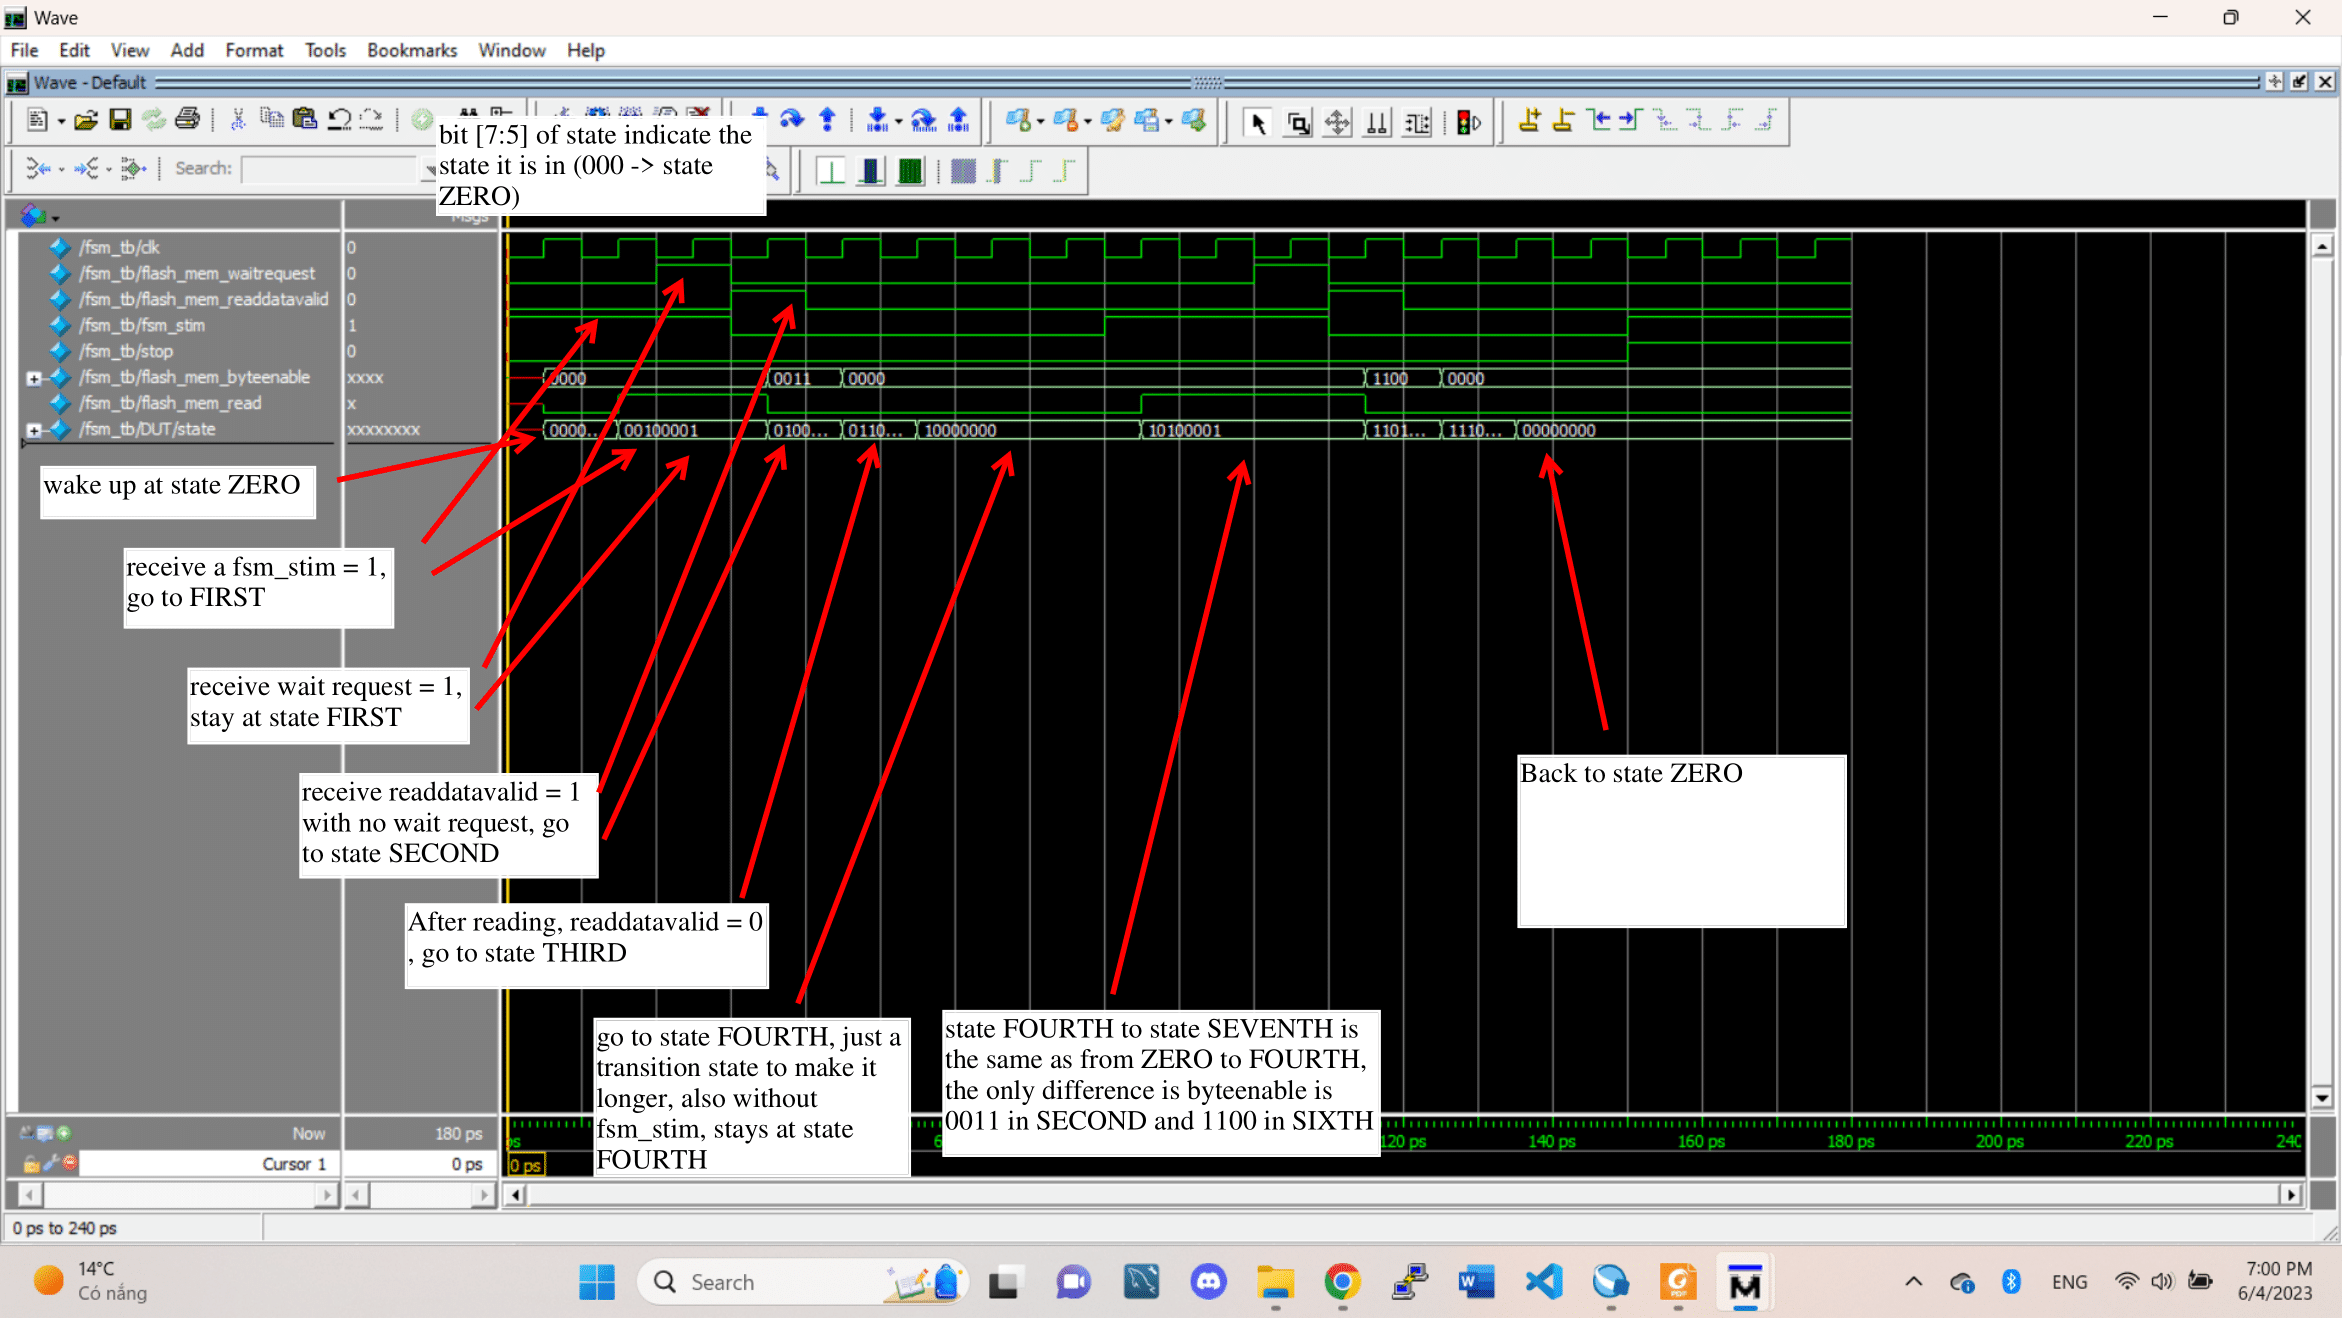 Wave
File Edit View Add Format Tools Bookmarks Window Help
Wave - Default
bit [7:5] of state indicate the
state it is in (000 -> state
ZERO)
Search:
Msgs
/fsm_tb/clk 0
/fsm_tb/flash_mem_waitrequest 0
/fsm_tb/flash_mem_readdatavalid 0
/fsm_tb/fsm_stim 1
/fsm_tb/stop 0
/fsm_tb/flash_mem_byteenable xxxx 0000 0011 0000 1100 0000
/fsm_tb/flash_mem_read x
/fsm_tb/DUT/state xxxxxxxx 0000... 00100001 0100... 0110... 10000000 10100001 1101... 1110... 00000000
wake up at state ZERO
receive a fsm_stim = 1,
go to FIRST
receive wait request = 1,
stay at state FIRST
receive readdatavalid = 1
with no wait request, go
to state SECOND
After reading, readdatavalid = 0
, go to state THIRD
go to state FOURTH, just a
transition state to make it
longer, also without
fsm_stim, stays at state
FOURTH
state FOURTH to state SEVENTH is
the same as from ZERO to FOURTH,
the only difference is byteenable is
0011 in SECOND and 1100 in SIXTH
Back to state ZERO
Now 180 ps 120 ps 140 ps 160 ps 180 ps 200 ps 220 ps
Cursor 1 0 ps 0 ps
0 ps to 240 ps
14°C
Có nắng
Search
ENG
7:00 PM
6/4/2023